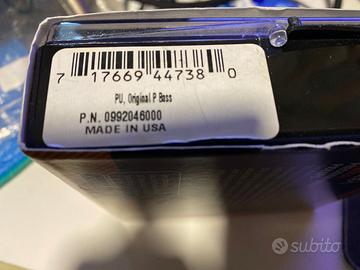 7 17669 44738 0
PU, Original P Bass
P.N. 0992046000
MADE IN USA
subito